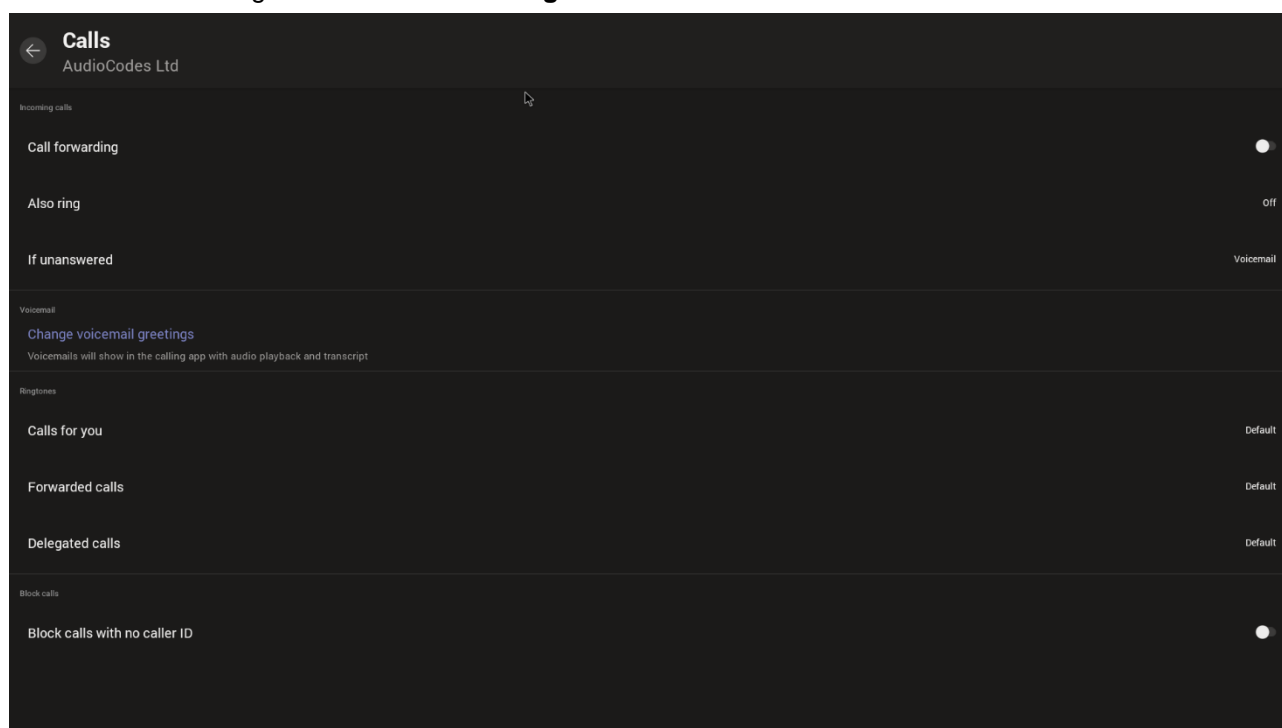 Calls
AudioCodes Ltd
Incoming calls
Call forwarding
Also ring
Off
If unanswered
Voicemail
Voicemail
Change voicemail greetings
Voicemails will show in the calling app with audio playback and transcript
Ringtones
Calls for you
Default
Forwarded calls
Default
Delegated calls
Default
Block calls
Block calls with no caller ID